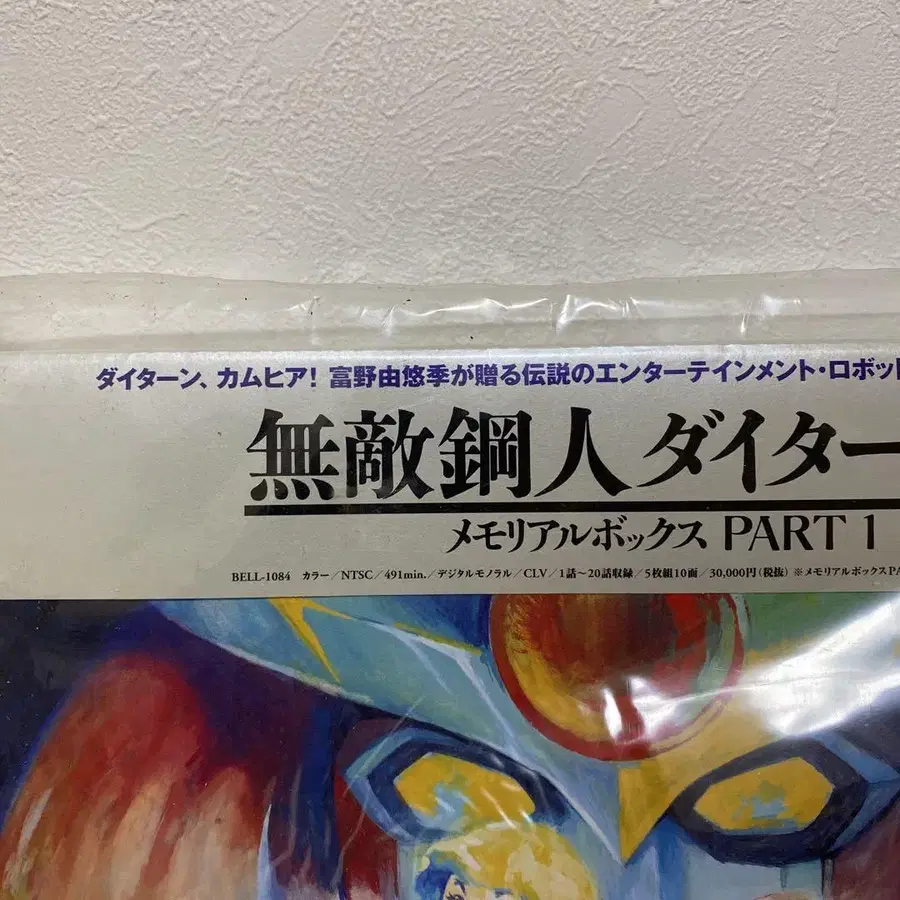 ダイターン、カムヒア! 富野由悠季が贈る伝説のエンターテインメント・ロボット
無敵鋼人ダイター
メモリアルボックス PART 1
BELL-1084 カラー/NTSC/491min./デジタルモノラル/CLV/1話〜20話収録/5枚組10面/30,000円(税抜) ※メモリアルボックスPA